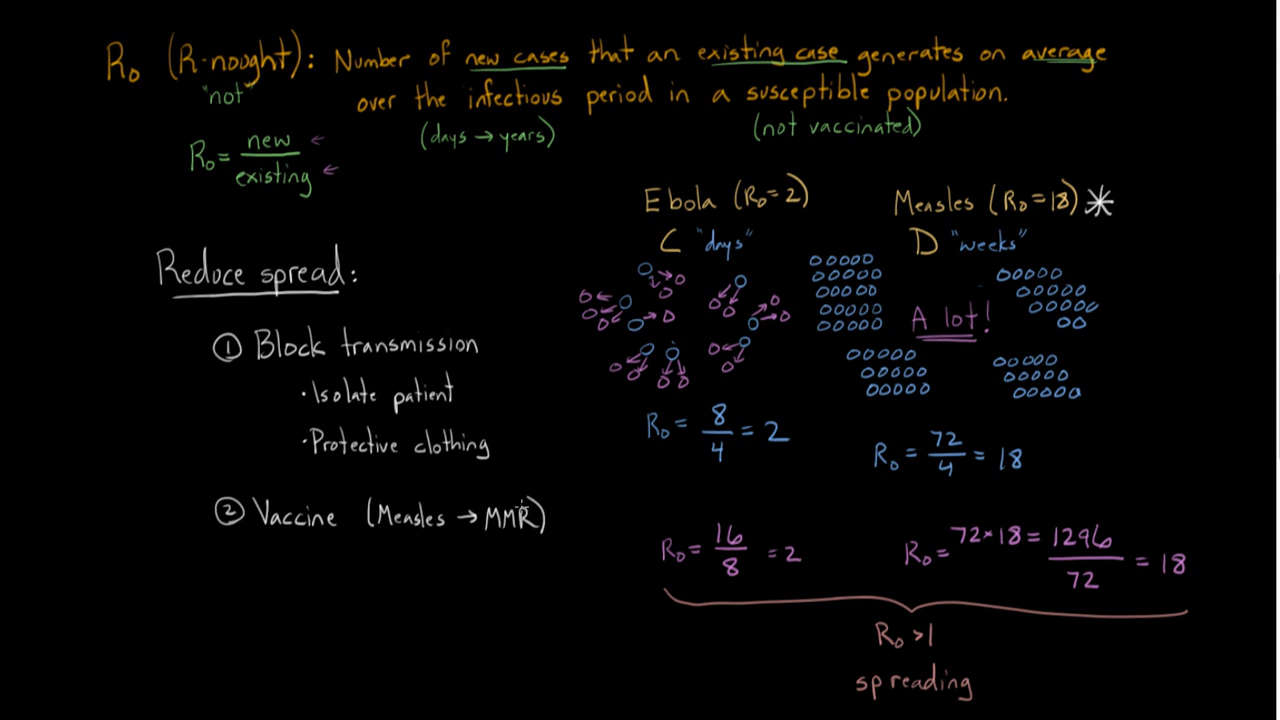 R₀ (R-nought): Number of new cases that an existing case generates on average
"not"
over the infectious period in a susceptible population.
(days → years)
(not vaccinated)
R₀ = new / existing
Reduce spread:
① Block transmission
· Isolate patient
· Protective clothing
② Vaccine (Measles → MMR)
Ebola (R₀=2)
C "days"
R₀ = 8/4 = 2
Measles (R₀=18) *
D "weeks"
A lot!
R₀ = 72/4 = 18
R₀ = 16/8 = 2
R₀ = 72×18 = 1296/72 = 18
R₀ >1
spreading